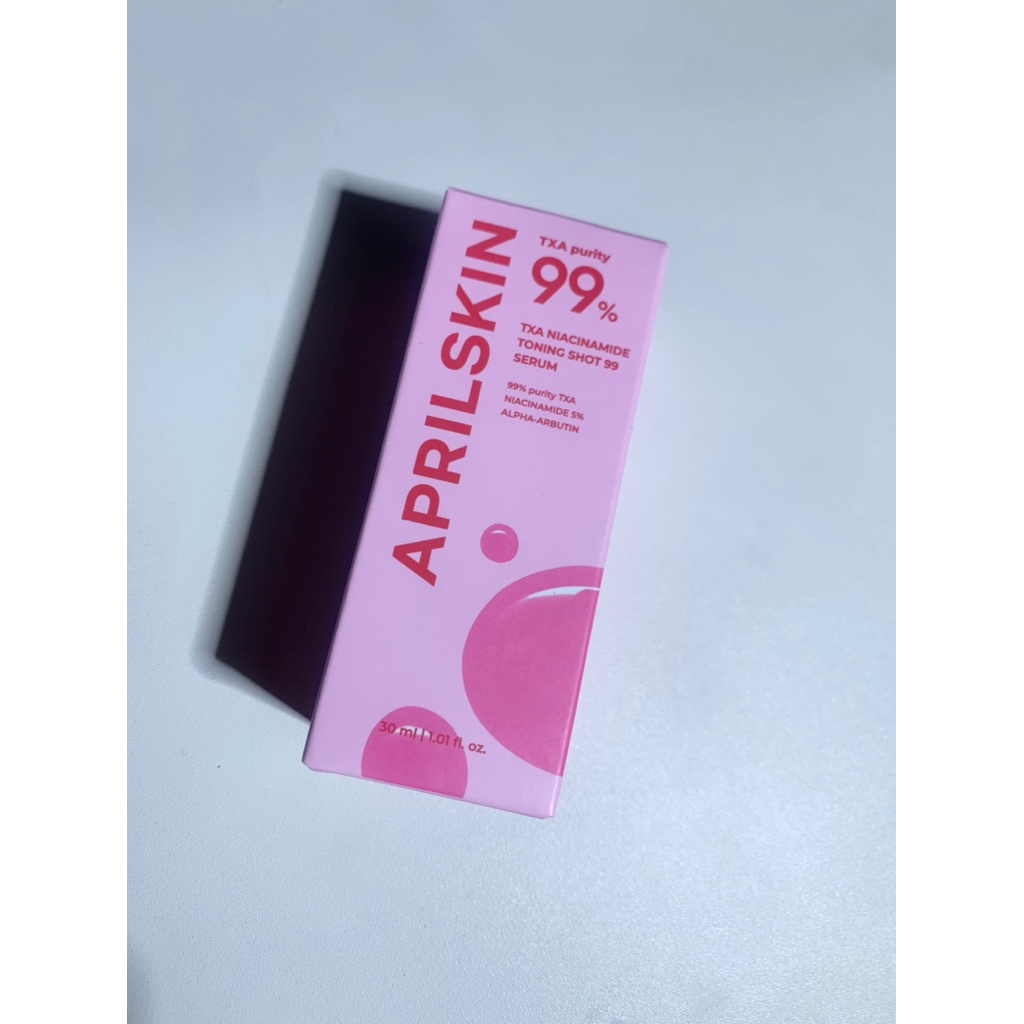 APRILSKIN
TXA purity
99%
TXA NIACINAMIDE
TONING SHOT 99
SERUM
99% purity TXA
NIACINAMIDE 5%
ALPHA-ARBUTIN
30 ml | 1.01 fl. oz.